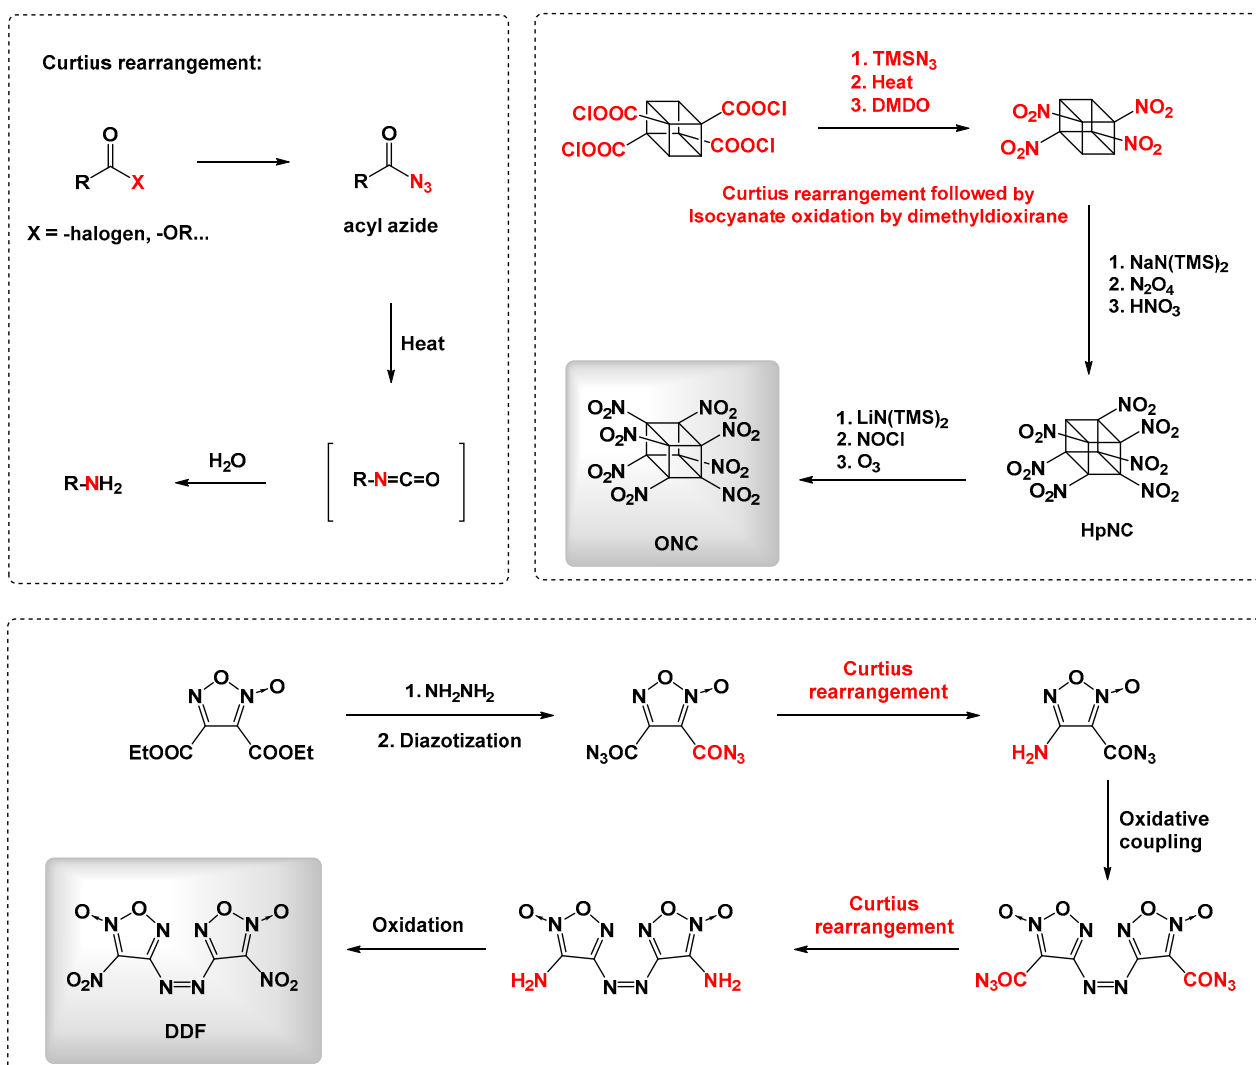 Curtius rearrangement:
O
R
X
X = -halogen, -OR...
O
R
N3
acyl azide
Heat
R-N=C=O
H2O
R-NH2
1. TMSN3
2. Heat
3. DMDO
ClOOC
COOCl
ClOOC
COOCl
O2N
NO2
O2N
NO2
Curtius rearrangement followed by
Isocyanate oxidation by dimethyldioxirane
1. NaN(TMS)2
2. N2O4
3. HNO3
O2N
NO2
O2N
NO2
O2N
NO2
O2N
NO2
ONC
1. LiN(TMS)2
2. NOCl
3. O3
NO2
O2N
NO2
O2N
NO2
O2N
NO2
HpNC
O
N
N
O
EtOOC
COOEt
1. NH2NH2
2. Diazotization
O
N
N
O
N3OC
CON3
Curtius
rearrangement
O
N
N
O
H2N
CON3
Oxidative
coupling
O
O
N
N
O
N
N
O
N3OC
N=N
CON3
Curtius
rearrangement
O
O
N
N
O
N
N
O
H2N
N=N
NH2
Oxidation
O
O
N
N
O
N
N
O
O2N
N=N
NO2
DDF